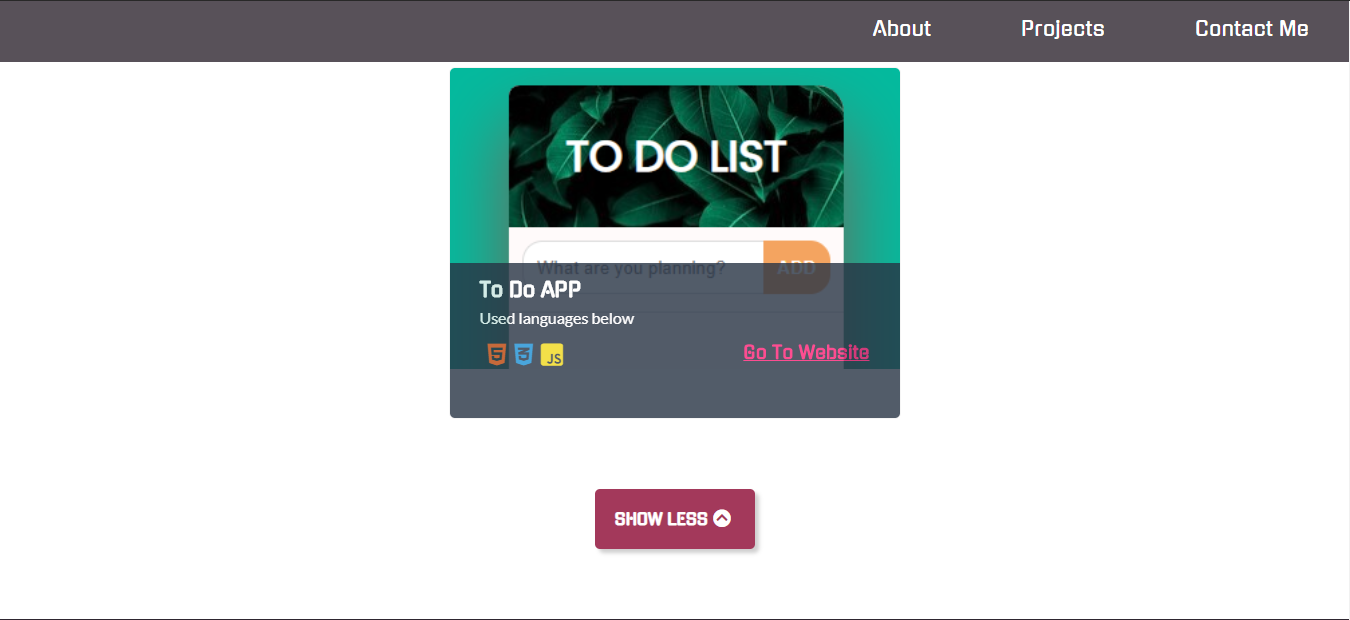 About Projects Contact Me
TO DO LIST
What are you planning? ADD
To Do APP
Used languages below
5 3 JS Go To Website
SHOW LESS